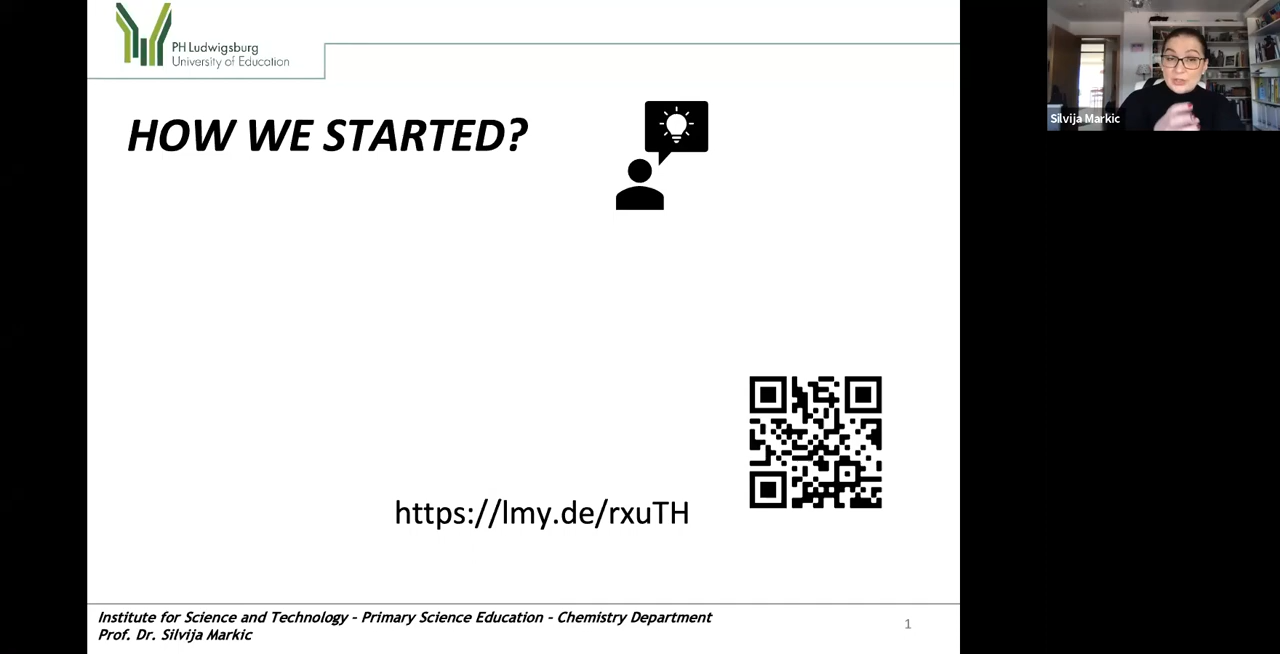 PH Ludwigsburg
University of Education
Silvija Markic
HOW WE STARTED?
https://lmy.de/rxuTH
Institute for Science and Technology - Primary Science Education - Chemistry Department
Prof. Dr. Silvija Markic
1